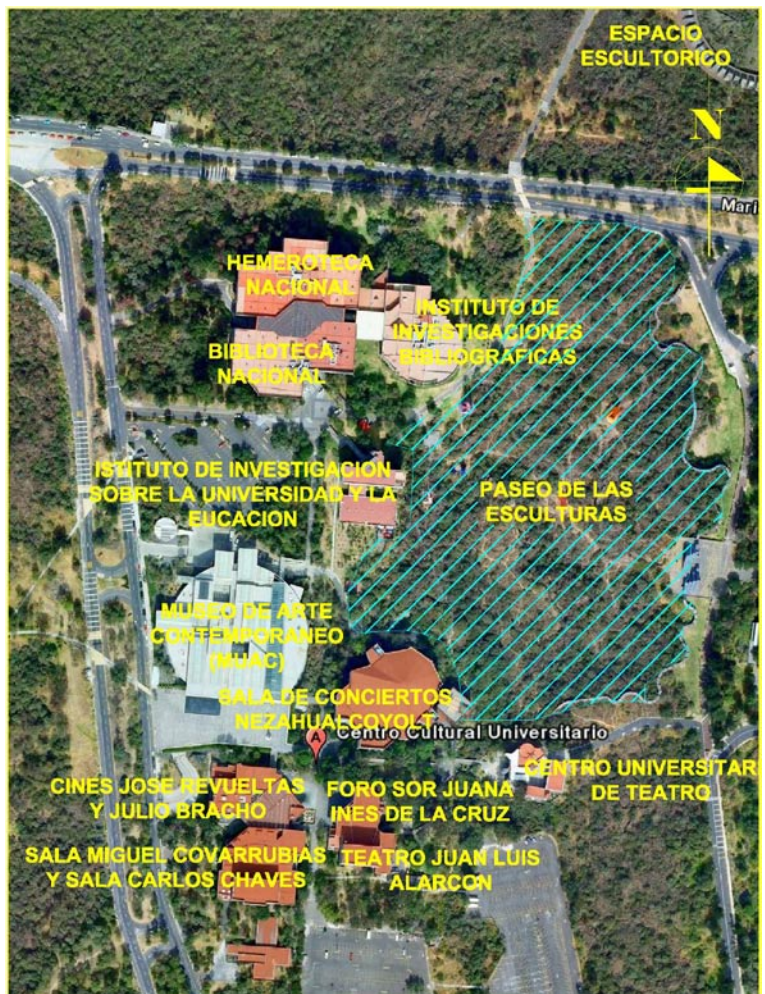 ESPACIO
ESCULTORICO
N
Mari
HEMEROTECA
NACIONAL
INSTITUTO DE
INVESTIGACIONES
BIBLIOGRAFICAS
BIBLIOTECA
NACIONAL
ISTITUTO DE INVESTIGACION
SOBRE LA UNIVERSIDAD Y LA
EUCACION
PASEO DE LAS
ESCULTURAS
MUSEO DE ARTE
CONTEMPORANEO
(MUAC)
SALA DE CONCIERTOS
NEZAHUALCOYOLT
Centro Cultural Universitario
A
CINES JOSE REVUELTAS
Y JULIO BRACHO
FORO SOR JUANA
INES DE LA CRUZ
CENTRO UNIVERSITARI
DE TEATRO
SALA MIGUEL COVARRUBIAS
Y SALA CARLOS CHAVES
TEATRO JUAN LUIS
ALARCON